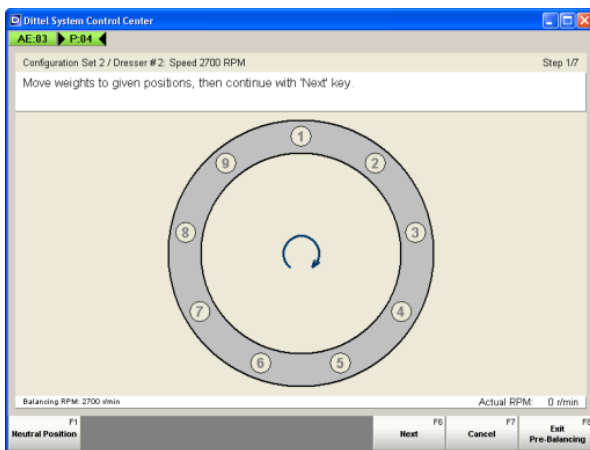 Dittel System Control Center
AE:03 P:04
Configuration Set 2 / Dresser #2: Speed 2700 RPM Step 1/7
Move weights to given positions, then continue with 'Next' key.
1
9 2
8 3
7 4
6 5
Balancing RPM: 2700 r/min Actual RPM: 0 r/min
F1 F6 F7 F8
Neutral Position Next Cancel Exit
Pre-Balancing